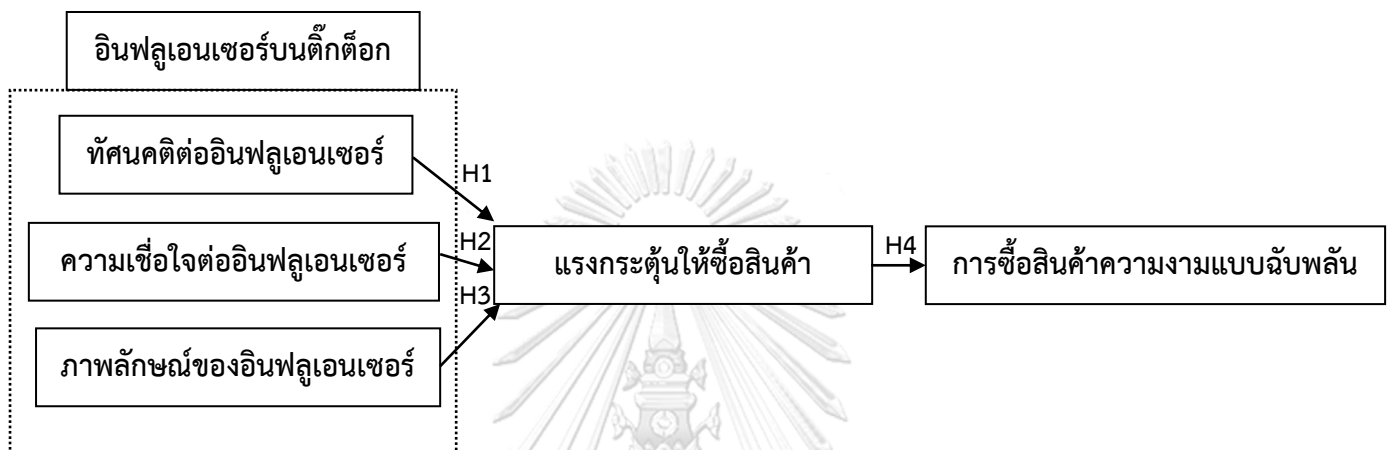 อินฟลูเอนเซอร์บนติ๊กต็อก
ทัศนคติต่ออินฟลูเอนเซอร์
H1
ความเชื่อใจต่ออินฟลูเอนเซอร์
H2
แรงกระตุ้นให้ซื้อสินค้า
H4
การซื้อสินค้าความงามแบบฉับพลัน
H3
ภาพลักษณ์ของอินฟลูเอนเซอร์